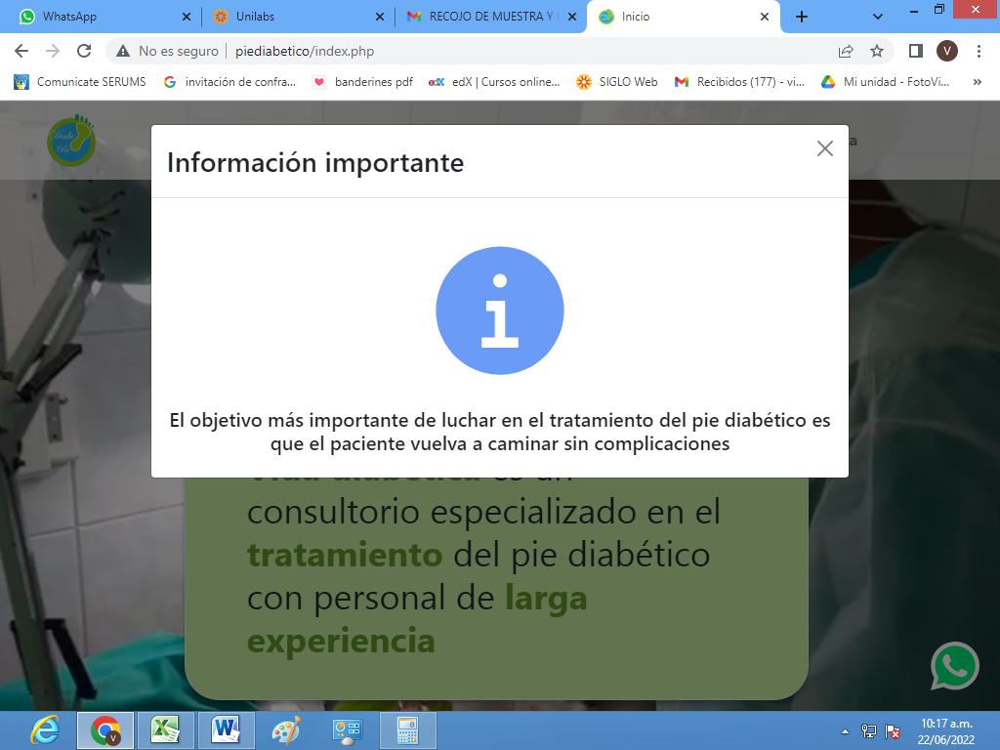 WhatsApp
Unilabs
RECOJO DE MUESTRA Y
Inicio
No es seguro
piediabetico/index.php
V
Comunicate SERUMS
invitación de confra...
banderines pdf
edX | Cursos online...
SIGLO Web
Recibidos (177) - vi...
Mi unidad - FotoVi...
»
Información importante
El objetivo más importante de luchar en el tratamiento del pie diabético es
que el paciente vuelva a caminar sin complicaciones
consultorio especializado en el
tratamiento del pie diabético
con personal de larga
experiencia
10:17 a.m.
22/06/2022